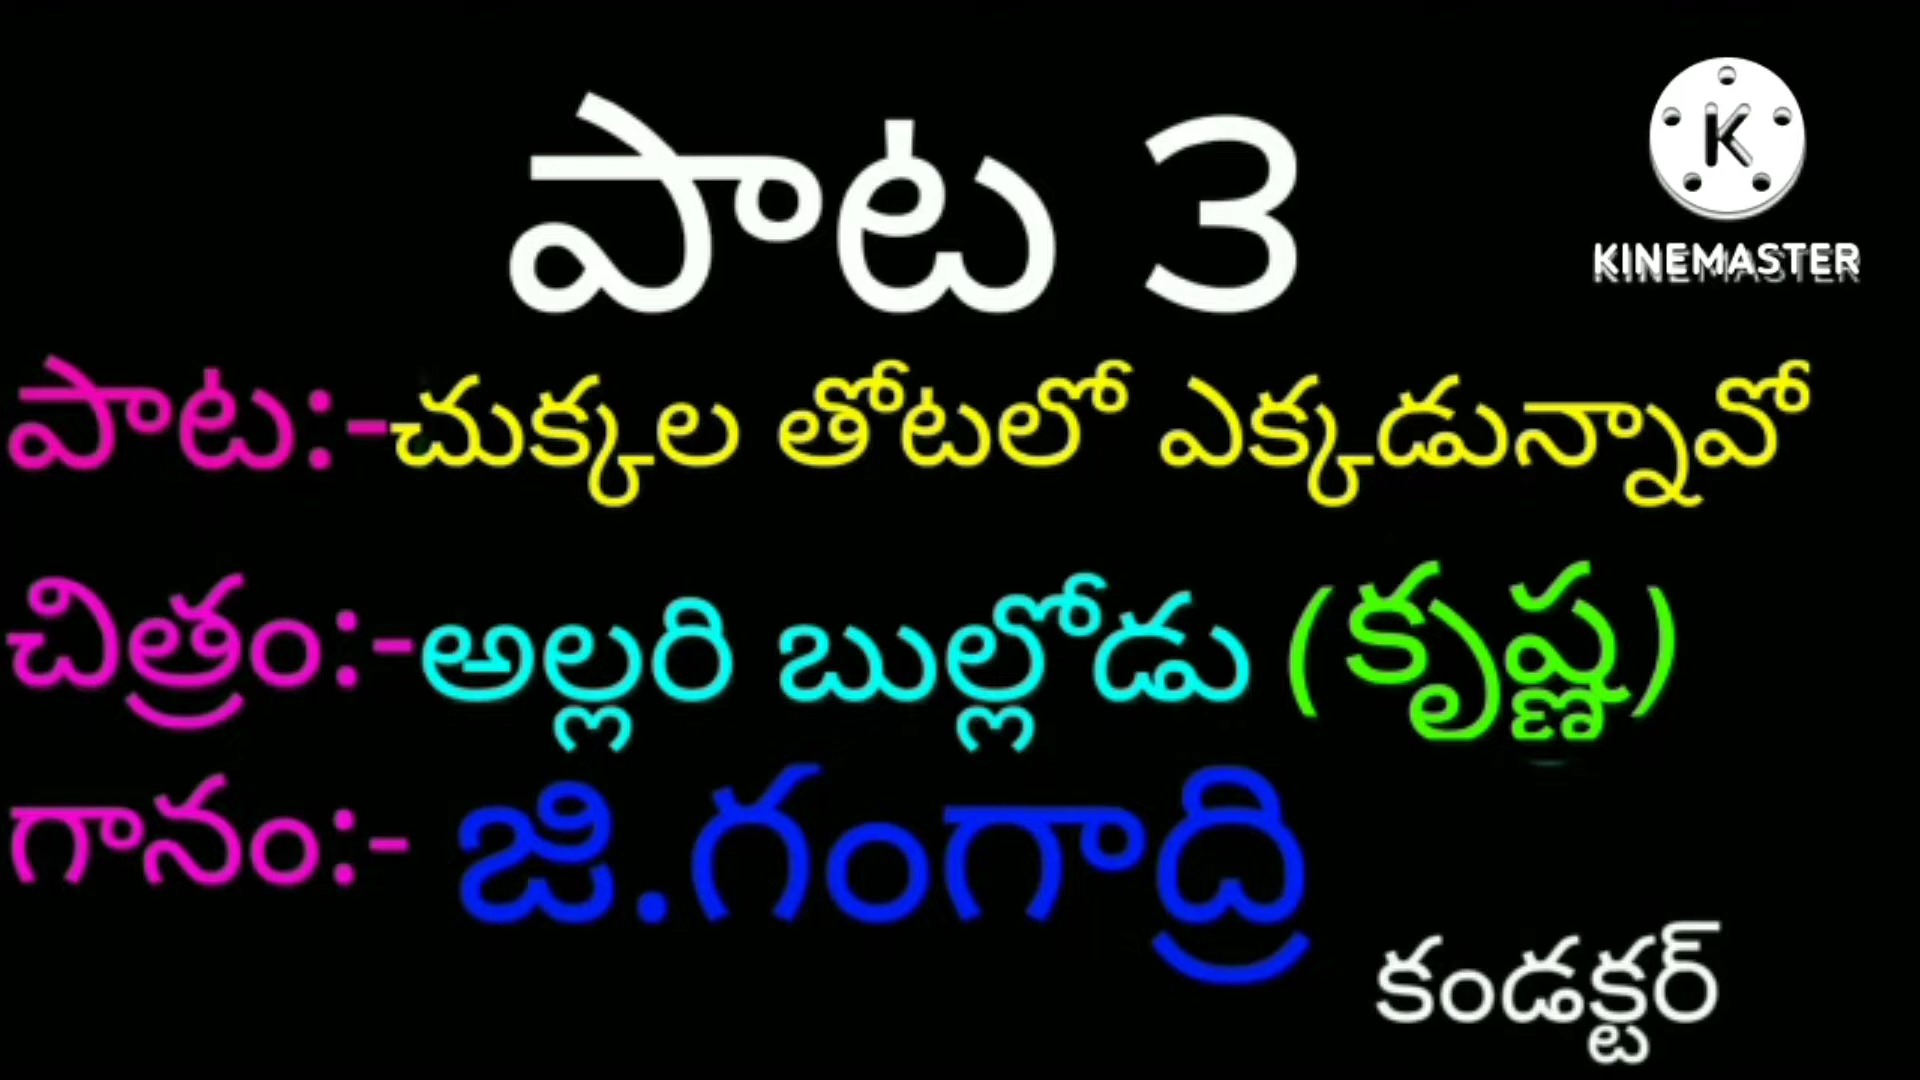 పాట 3
KINEMASTER
పాట:-చుక్కల తోటలో ఎక్కడున్నావో
చిత్రం:-అల్లరి బుల్లోడు (కృష్ణ)
గానం:- జి.గంగాద్రి
కండక్టర్